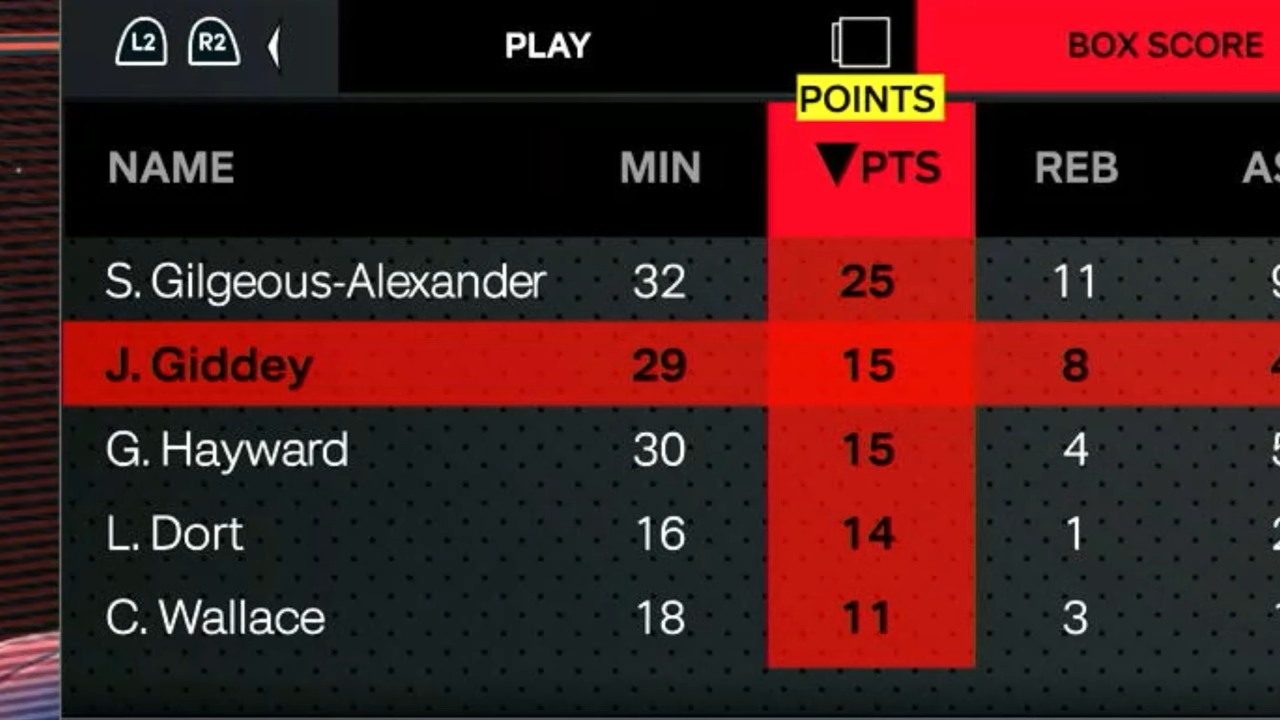 L2 R2 PLAY BOX SCORE
POINTS
NAME MIN ▼PTS REB
S. Gilgeous-Alexander 32 25 11
J. Giddey 29 15 8
G. Hayward 30 15 4
L. Dort 16 14 1
C. Wallace 18 11 3